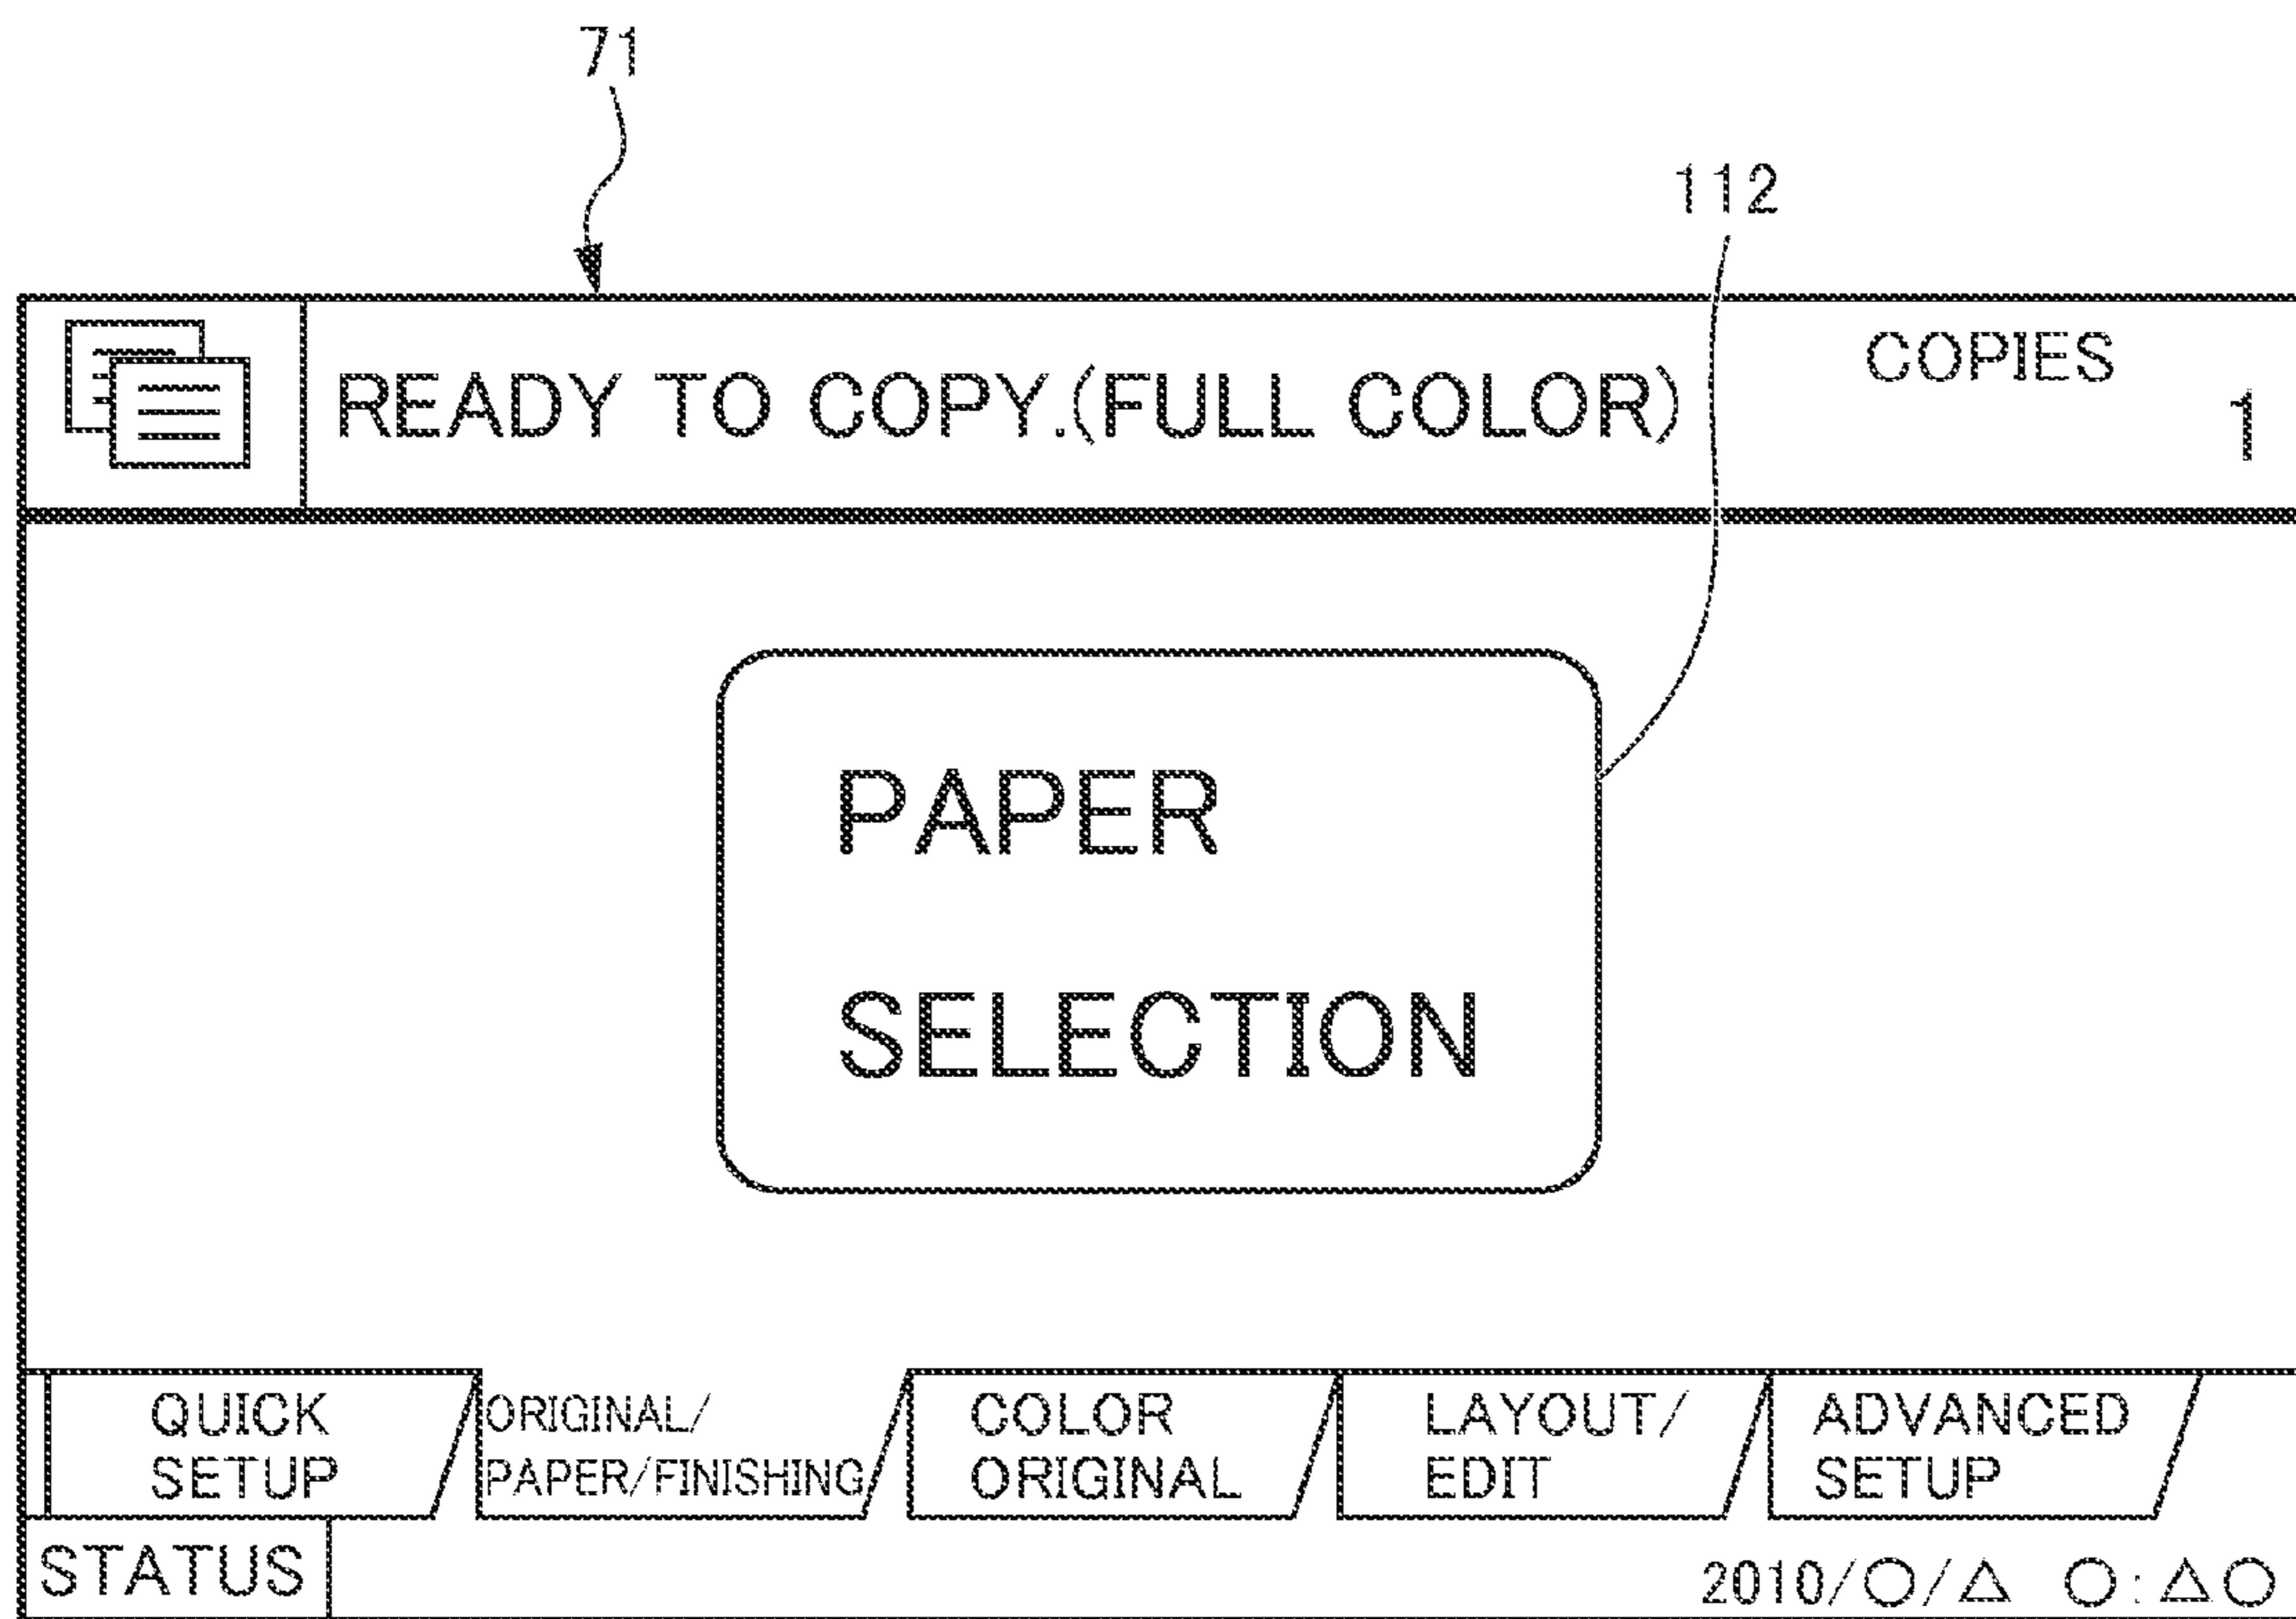 71
112
READY TO COPY.(FULL COLOR)
COPIES
1
PAPER
SELECTION
QUICK
SETUP
ORIGINAL/
PAPER/FINISHING
COLOR
ORIGINAL
LAYOUT/
EDIT
ADVANCED
SETUP
STATUS
2010/○/△ ○:△○